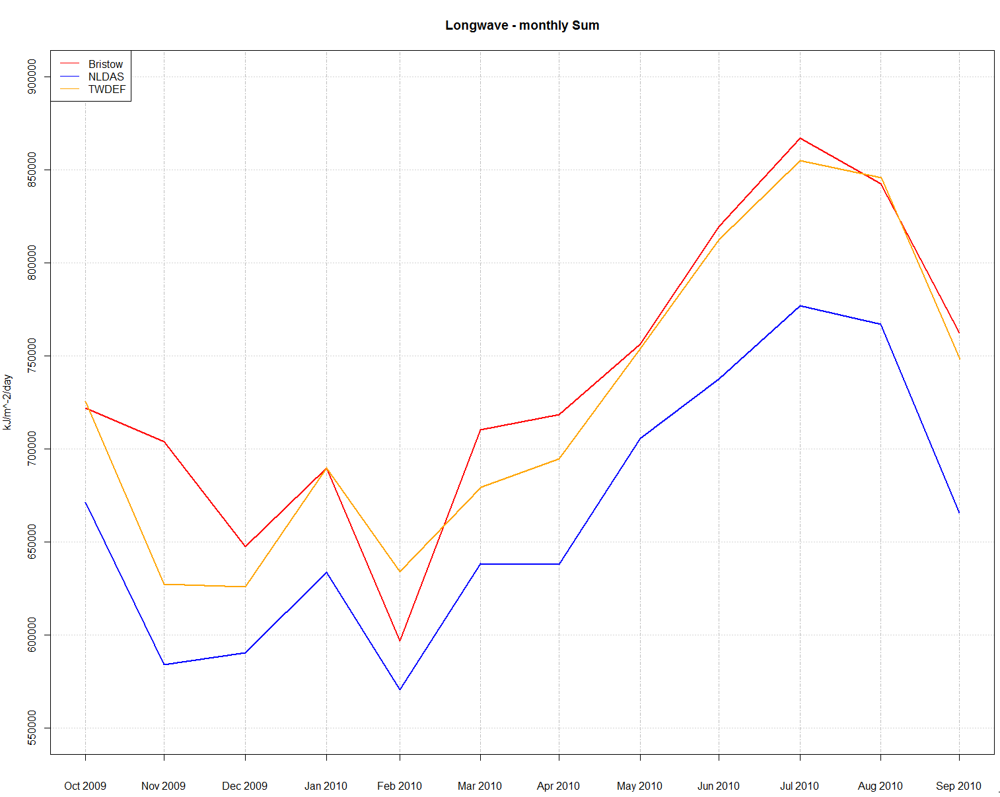 Longwave - monthly Sum
Bristow
NLDAS
TWDEF
900000
850000
800000
750000
700000
650000
600000
550000
kJ/m^-2/day
Oct 2009 Nov 2009 Dec 2009 Jan 2010 Feb 2010 Mar 2010 Apr 2010 May 2010 Jun 2010 Jul 2010 Aug 2010 Sep 2010